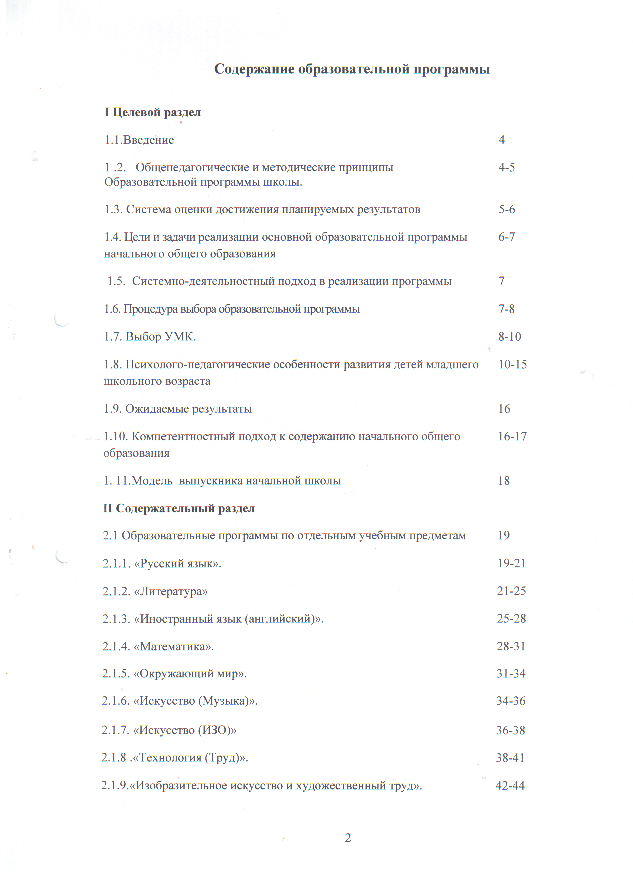 Содержание образовательной программы
I Целевой раздел
1.1.Введение 4
1 .2. Общепедагогические и методические принципы 4-5
Образовательной программы школы.
1.3. Система оценки достижения планируемых результатов 5-6
1.4. Цели и задачи реализации основной образовательной программы 6-7
начального общего образования
1.5. Системно-деятельностный подход в реализации программы 7
1.6. Процедура выбора образовательной программы 7-8
1.7. Выбор УМК. 8-10
1.8. Психолого-педагогические особенности развития детей младшего 10-15
школьного возраста
1.9. Ожидаемые результаты 16
1.10. Компетентностный подход к содержанию начального общего 16-17
образования
1. 11.Модель выпускника начальной школы 18
II Содержательный раздел
2.1 Образовательные программы по отдельным учебным предметам 19
2.1.1. «Русский язык». 19-21
2.1.2. «Литература» 21-25
2.1.3. «Иностранный язык (английский)». 25-28
2.1.4. «Математика». 28-31
2.1.5. «Окружающий мир». 31-34
2.1.6. «Искусство (Музыка)». 34-36
2.1.7. «Искусство (ИЗО)» 36-38
2.1.8 .«Технология (Труд)». 38-41
2.1.9.«Изобразительное искусство и художественный труд». 42-44
2